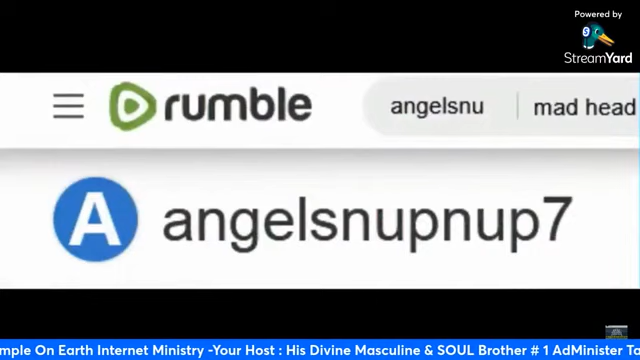 Powered by
StreamYard
rumble
angelsnu
mad head
A
angelsnupnup7
mple On Earth Internet Ministry -Your Host : His Divine Masculine & SOUL Brother # 1 AdMinister Ta